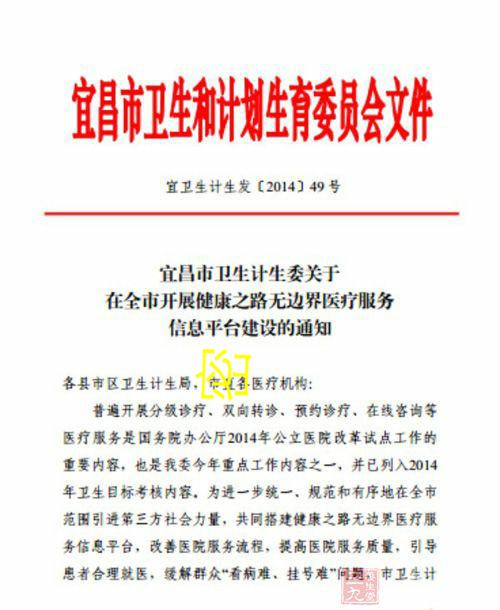 宜昌市卫生和计划生育委员会文件
宜卫生计生发〔2014〕49号
宜昌市卫生计生委关于
在全市开展健康之路无边界医疗服务
信息平台建设的通知
各县市区卫生计生局，市直各医疗机构：
普遍开展分级诊疗、双向转诊、预约诊疗、在线咨询等
医疗服务是国务院办公厅2014年公立医院改革试点工作的
重要内容，也是我委今年重点工作内容之一，并已列入2014
年卫生目标考核内容。为进一步统一、规范和有序地在全市
范围引进第三方社会力量，共同搭建健康之路无边界医疗服
务信息平台，改善医院服务流程，提高医院服务质量，引导
患者合理就医，缓解群众“看病难、挂号难”问题，市卫生计